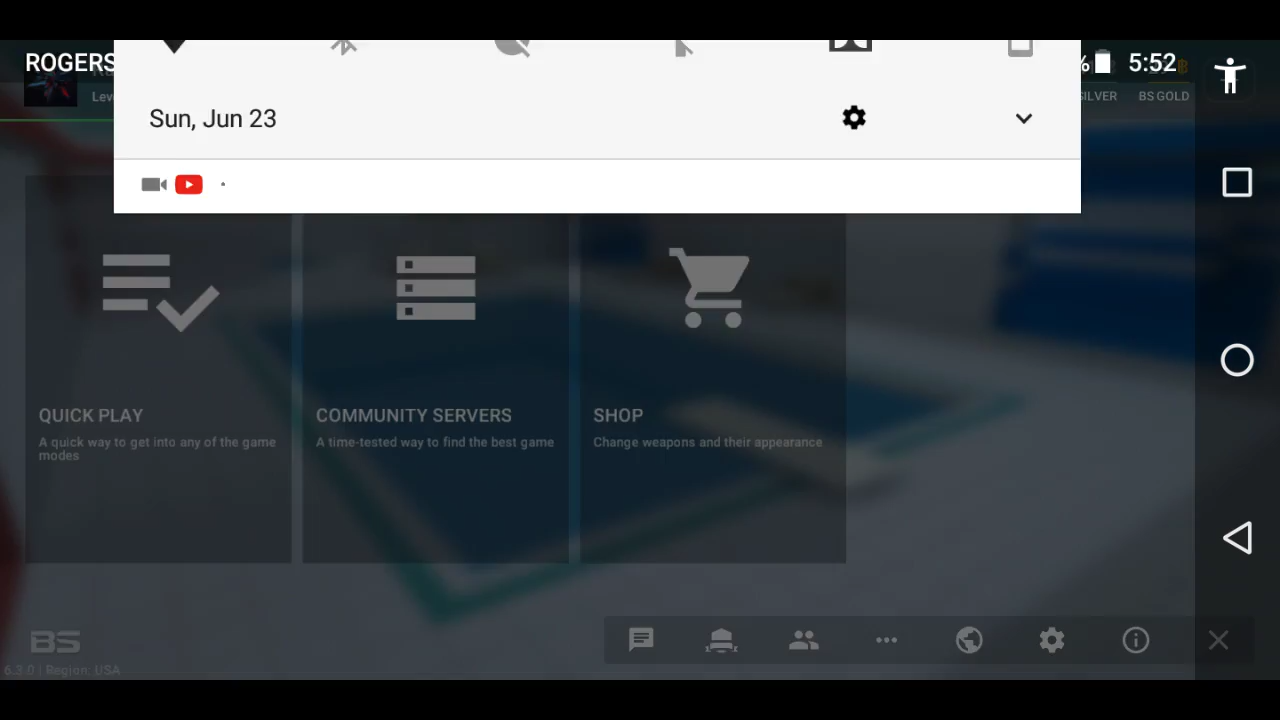 ROGERS
%
5:52
Lev
SILVER
BS GOLD
Sun, Jun 23
QUICK PLAY
A quick way to get into any of the game
modes
COMMUNITY SERVERS
A time-tested way to find the best game
SHOP
Change weapons and their appearance
BS
6.3.0 | Region: USA